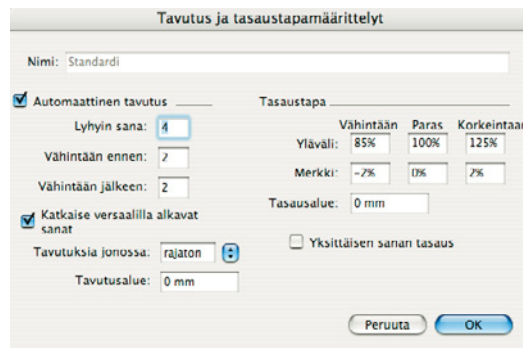 Tavutus ja tasaustapamäärittelyt
Nimi: Standardi
Automaattinen tavutus
Lyhyin sana: 4
Vähintään ennen: 2
Vähintään jälkeen: 2
Katkaise versaalilla alkavat
sanat
Tavutuksia jonossa: rajaton
Tavutusalue: 0 mm
Tasaustapa
Vähintään Paras Korkeintaan
Yläväli: 85% 100% 125%
Merkki: -2% 0% 2%
Tasausalue: 0 mm
Yksittäisen sanan tasaus
Peruuta OK